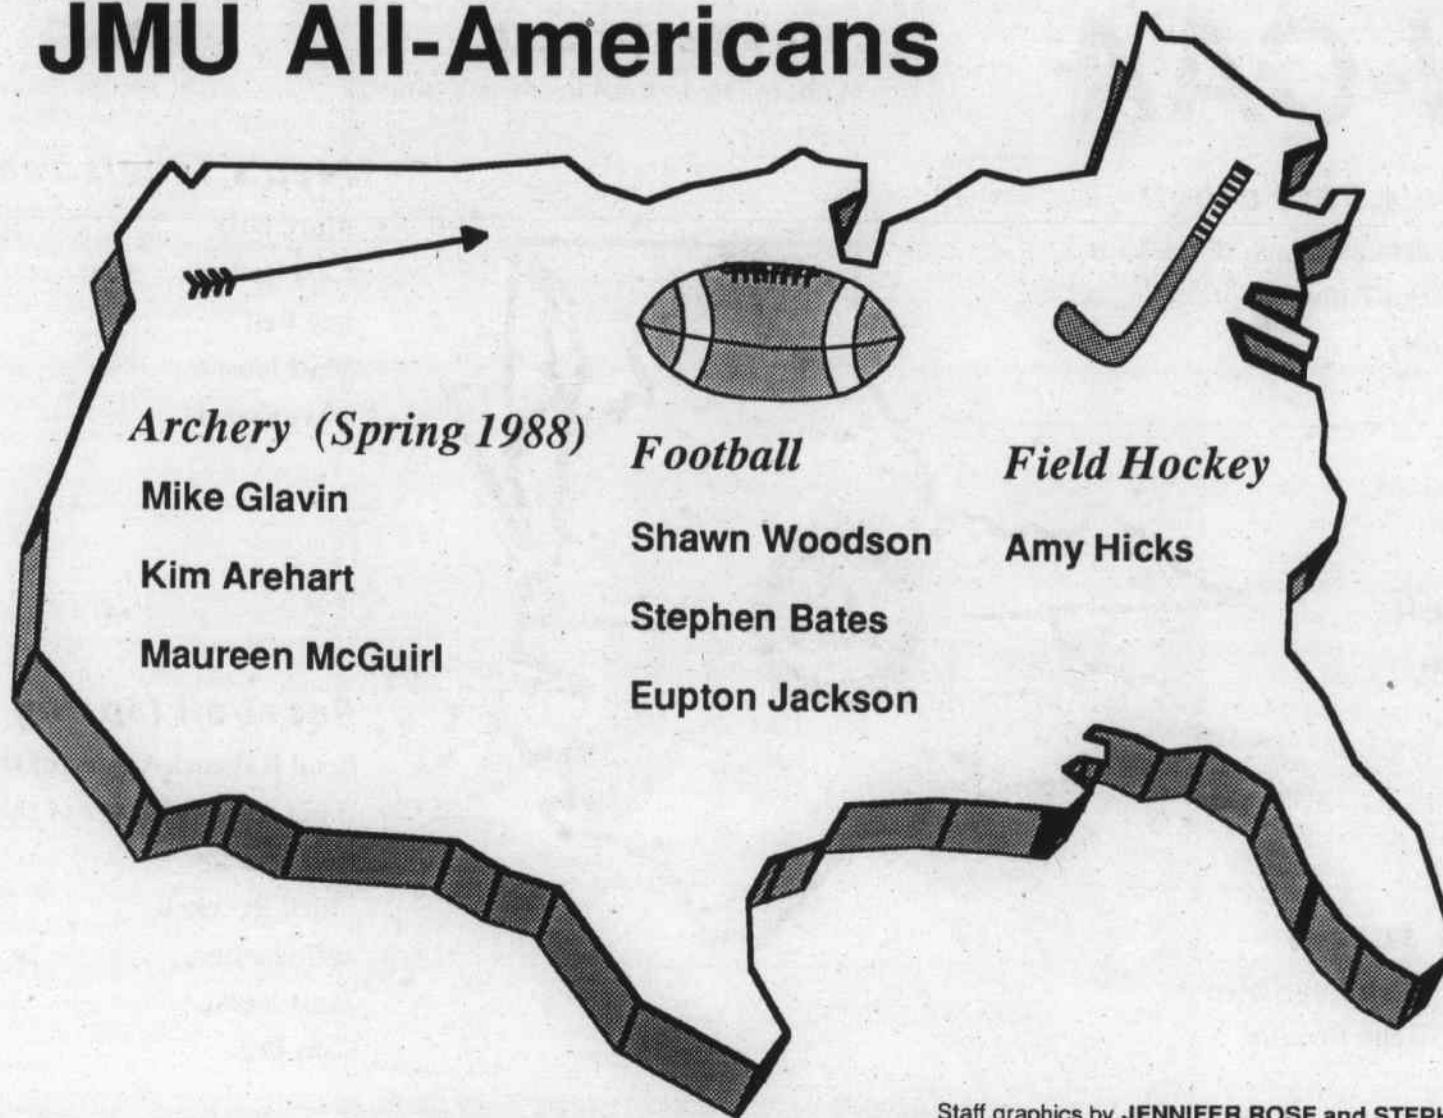 JMU All-Americans
Archery (Spring 1988)
Mike Glavin
Kim Arehart
Maureen McGuirl
Football
Shawn Woodson
Stephen Bates
Eupton Jackson
Field Hockey
Amy Hicks
Staff graphics by JENNIFER ROSE and